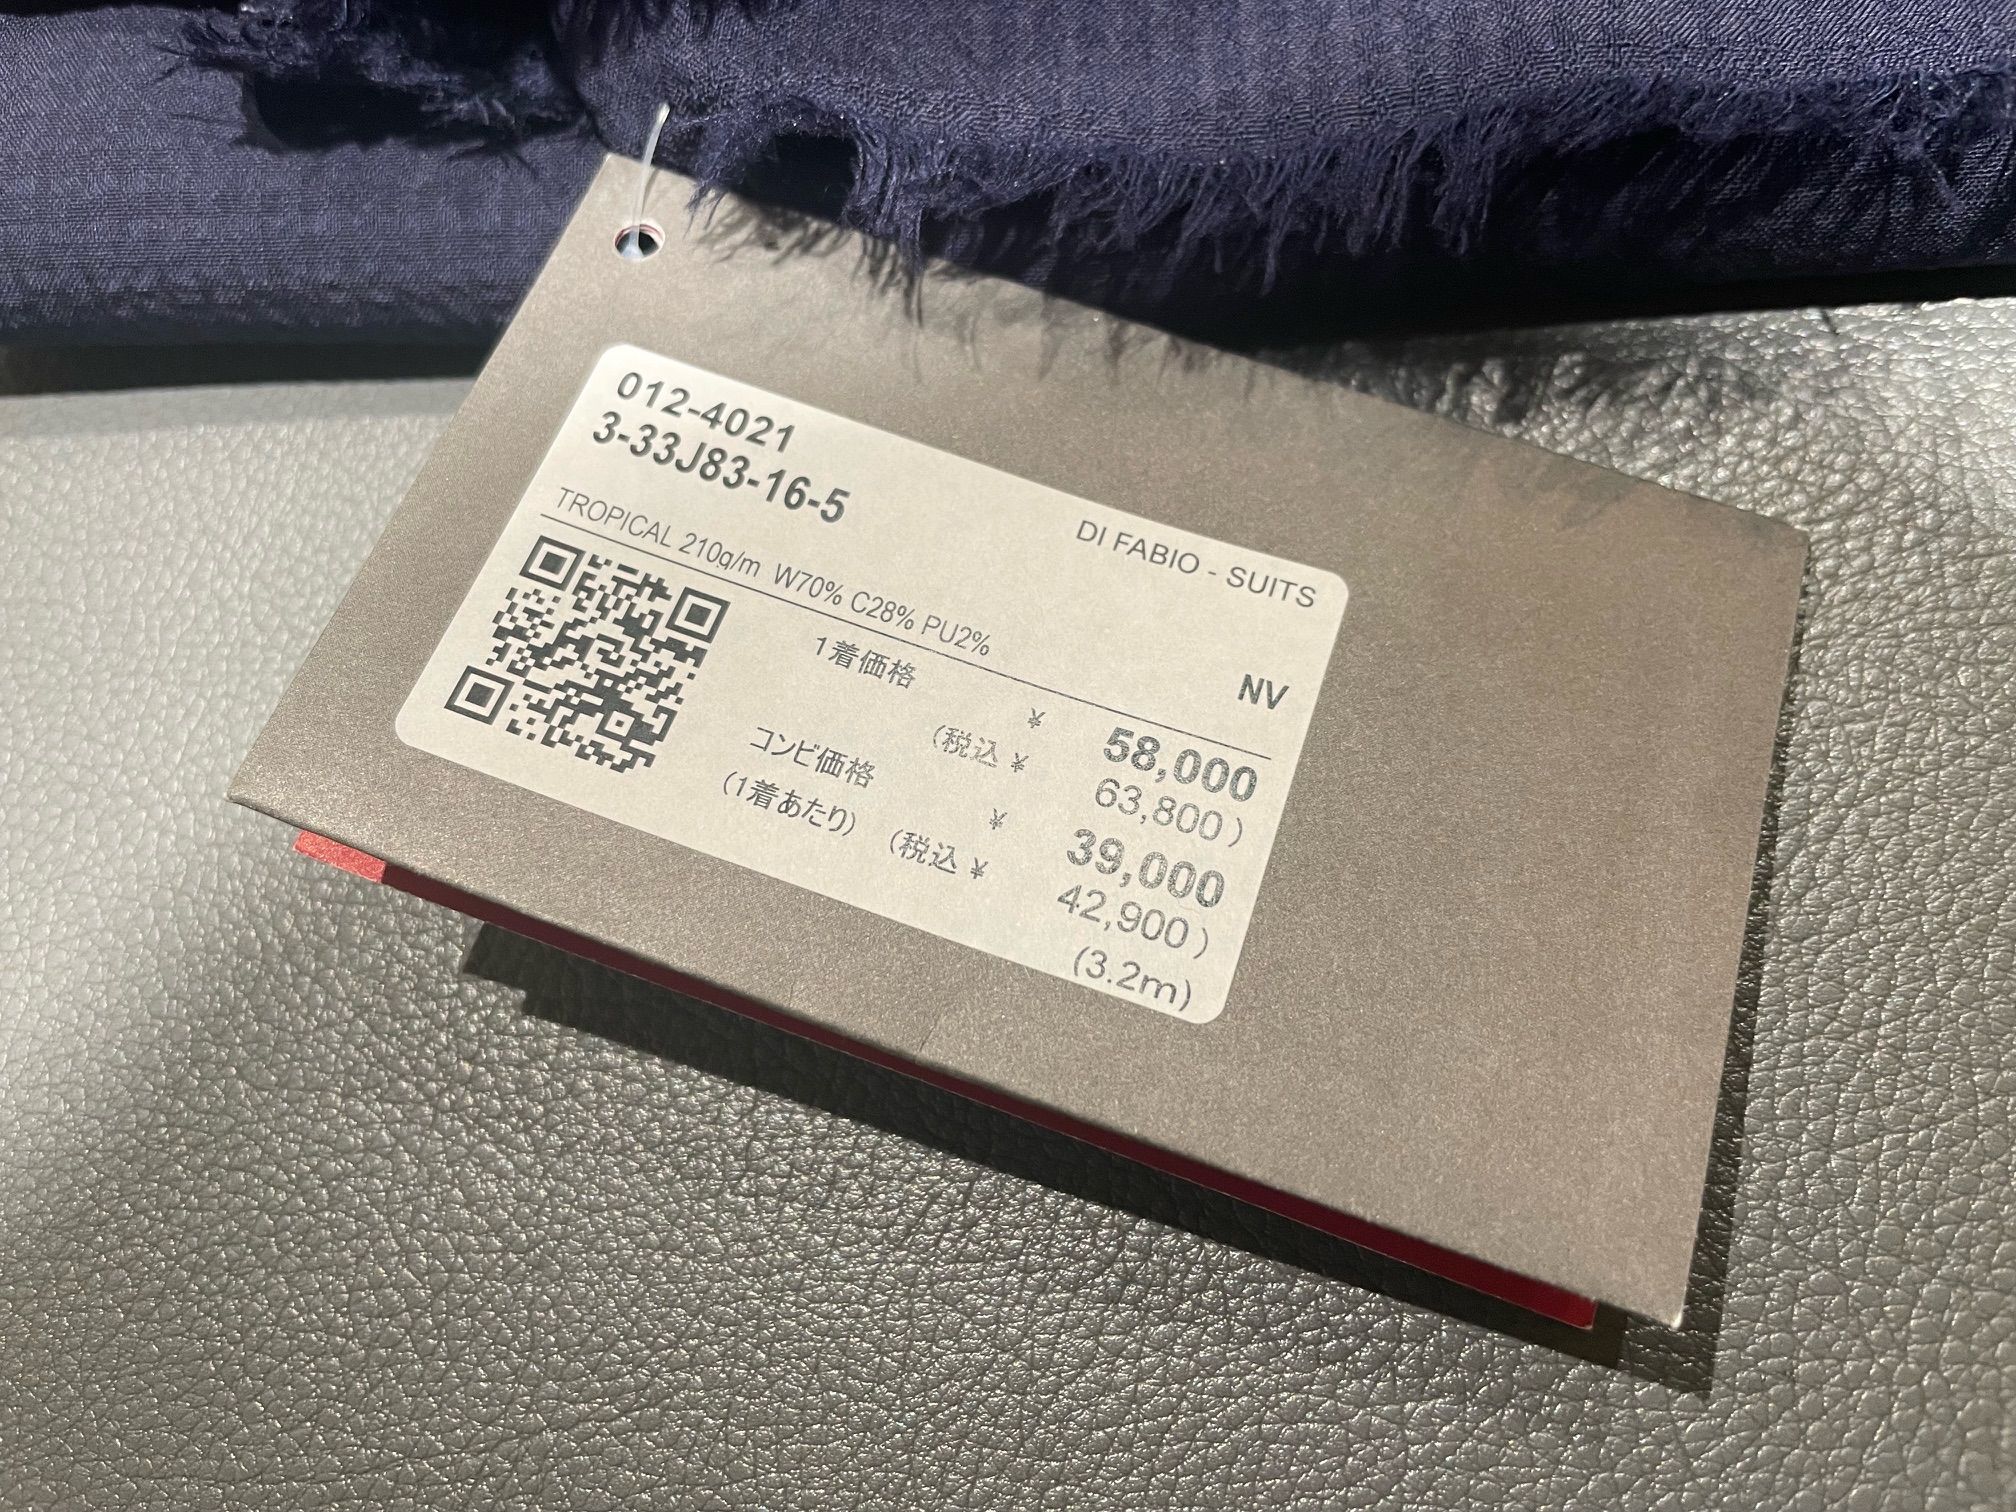 012-4021
3-33J83-16-5
DI FABIO - SUITS
TROPICAL 210g/m W70% C28% PU2%
NV
1着価格 ¥ 58,000
(税込 ¥ 63,800)
コンビ価格 ¥ 39,000
(1着あたり) (税込 ¥ 42,900)
(3.2m)